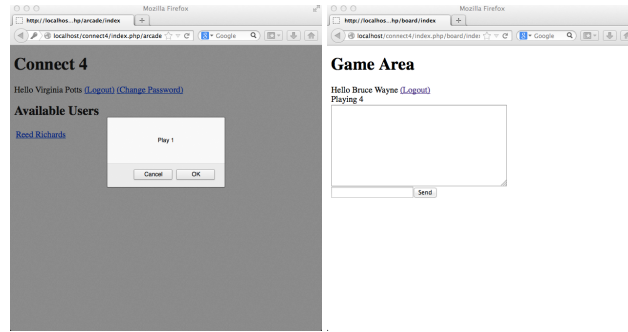 Mozilla Firefox
http://localhos...hp/arcade/index
localhost/connect4/index.php/arcade
Google
Connect 4
Hello Virginia Potts (Logout) (Change Password)
Available Users
Reed Richards
Play 1
Cancel
OK
Mozilla Firefox
http://localhos...hp/board/index
localhost/connect4/index.php/board/index
Google
Game Area
Hello Bruce Wayne (Logout)
Playing 4
Send